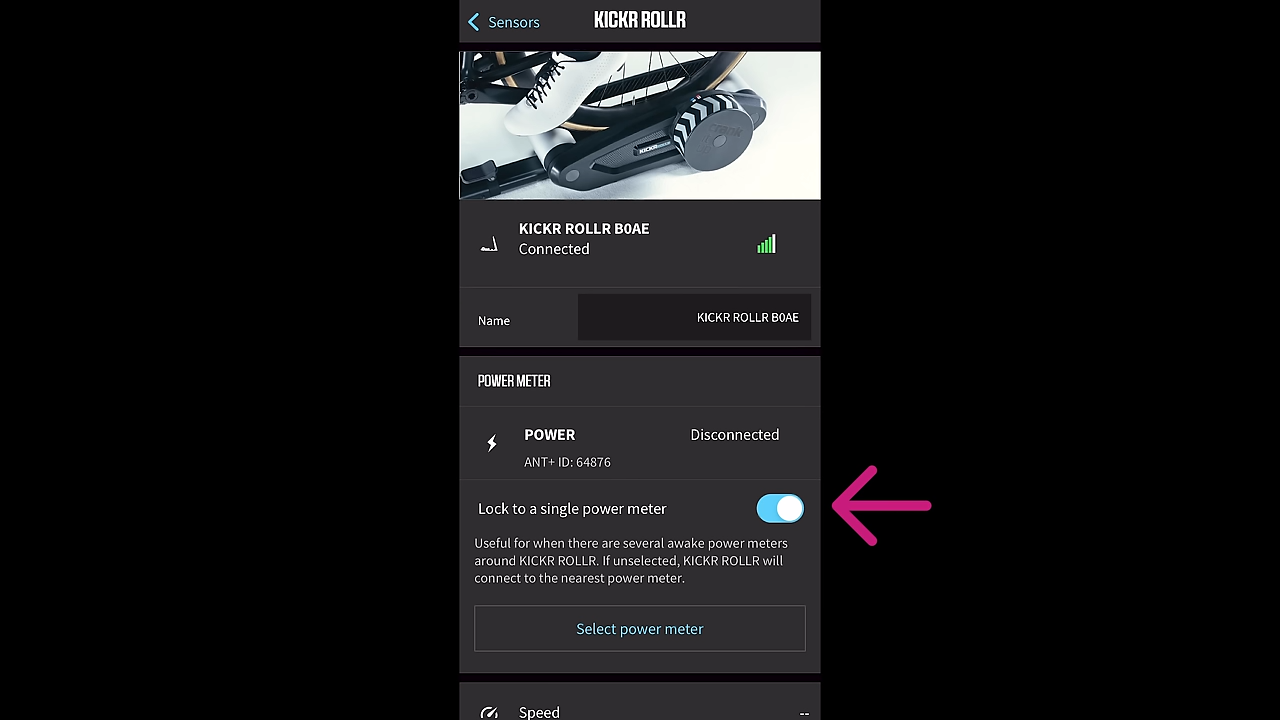 Sensors
KICKR ROLLR
KICKR
KICKR ROLLR B0AE
Connected
Name
KICKR ROLLR B0AE
POWER METER
POWER
Disconnected
ANT+ ID: 64876
Lock to a single power meter
Useful for when there are several awake power meters
around KICKR ROLLR. If unselected, KICKR ROLLR will
connect to the nearest power meter.
Select power meter
Speed
--